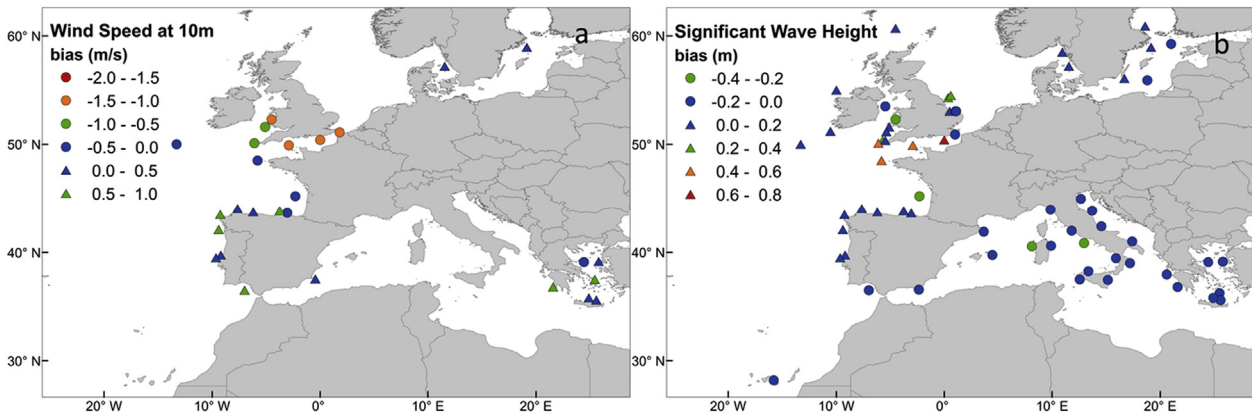 Wind Speed at 10m
bias (m/s)
-2.0 - -1.5
-1.5 - -1.0
-1.0 - -0.5
-0.5 - 0.0
0.0 - 0.5
0.5 - 1.0
a
60° N
50° N
40° N
30° N
20° W
10° W
0°
10° E
20° E
Significant Wave Height
bias (m)
-0.4 - -0.2
-0.2 - 0.0
0.0 - 0.2
0.2 - 0.4
0.4 - 0.6
0.6 - 0.8
b
60° N
50° N
40° N
30° N
20° W
10° W
0°
10° E
20° E